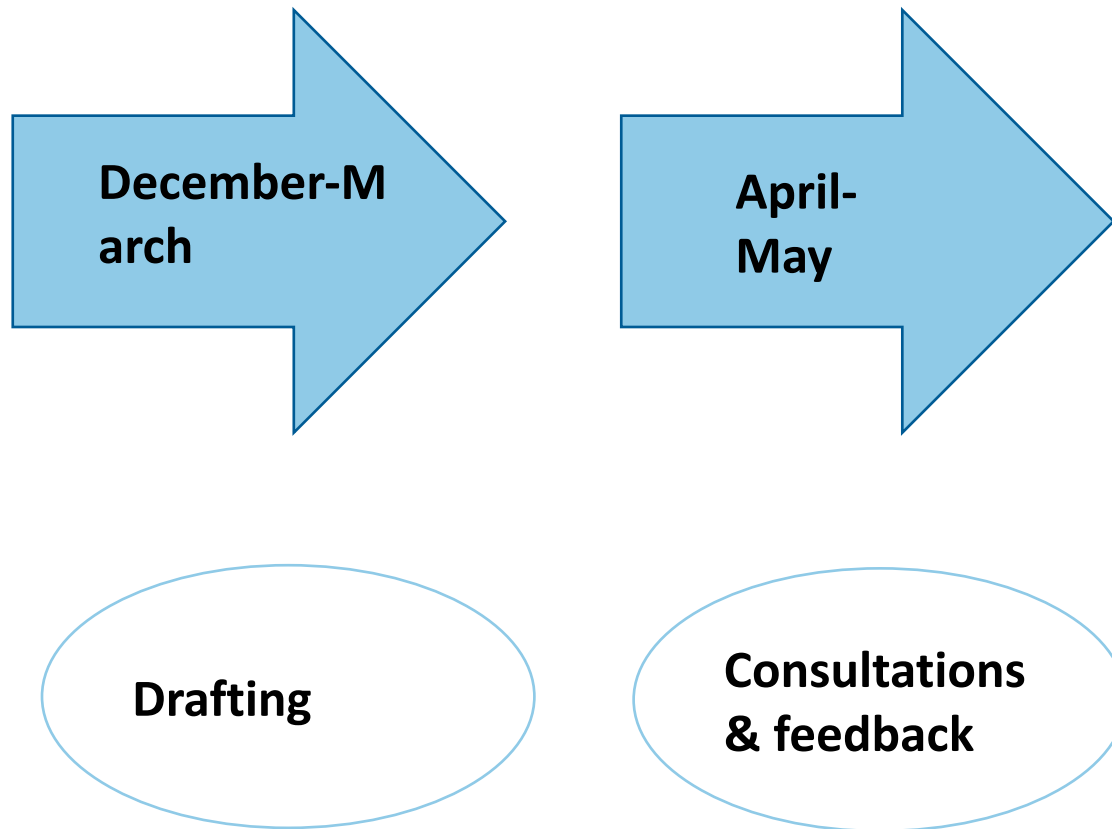 December-M
arch
April-
May
Drafting
Consultations
& feedback